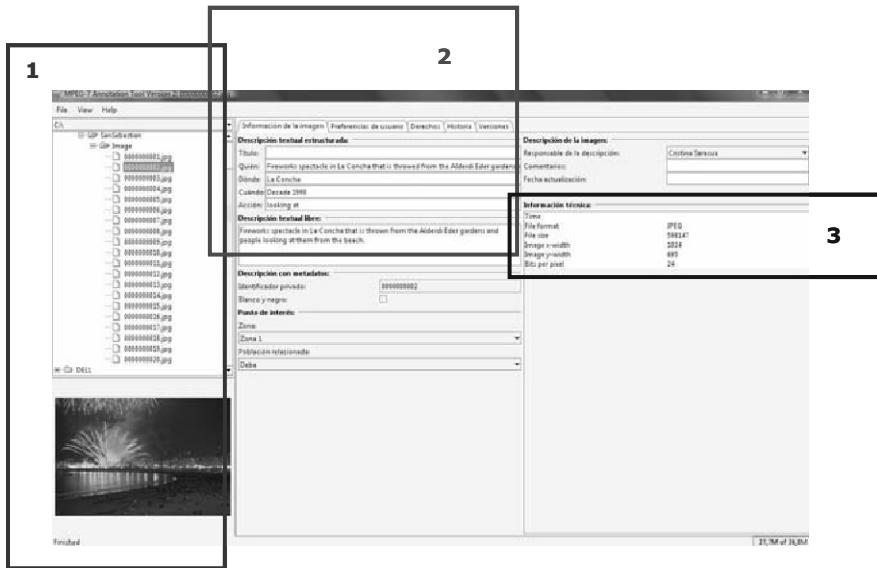 1
2
3
MPEG-7 Annotation Tool Version 2:
File View Help
C:\
SanSebastian
Image
0000000001.jpg
0000000002.jpg
0000000003.jpg
0000000004.jpg
0000000005.jpg
0000000006.jpg
0000000007.jpg
0000000008.jpg
0000000009.jpg
0000000010.jpg
0000000011.jpg
0000000012.jpg
0000000013.jpg
0000000014.jpg
0000000015.jpg
0000000016.jpg
0000000017.jpg
0000000018.jpg
0000000019.jpg
0000000020.jpg
DELL
Finished
Información de la imagen Preferencias de usuario Derechos Historia Versiones
Descripción textual estructurada:
Título:
Quién: Fireworks spectacle in La Concha that is throwed from the Alderdi Eder gardens
Dónde: La Concha
Cuándo: Decade 1990
Acción: looking at
Descripción textual libre:
Fireworks spectacle in La Concha that is thrown from the Alderdi Eder gardens and
people looking at them from the beach.
Descripción con metadatos:
Identificador privado: 0000000002
Blanco y negro:
Punto de interés:
Zona:
Zona 1
Población relacionada:
Deba
Descripción de la imagen:
Responsable de la descripción: Cristina Sarasua
Comentarios:
Fecha actualización:
Información técnica:
Time
File format JPEG
File size 598147
Image x-width 1024
Image y-width 695
Bits per pixel 24